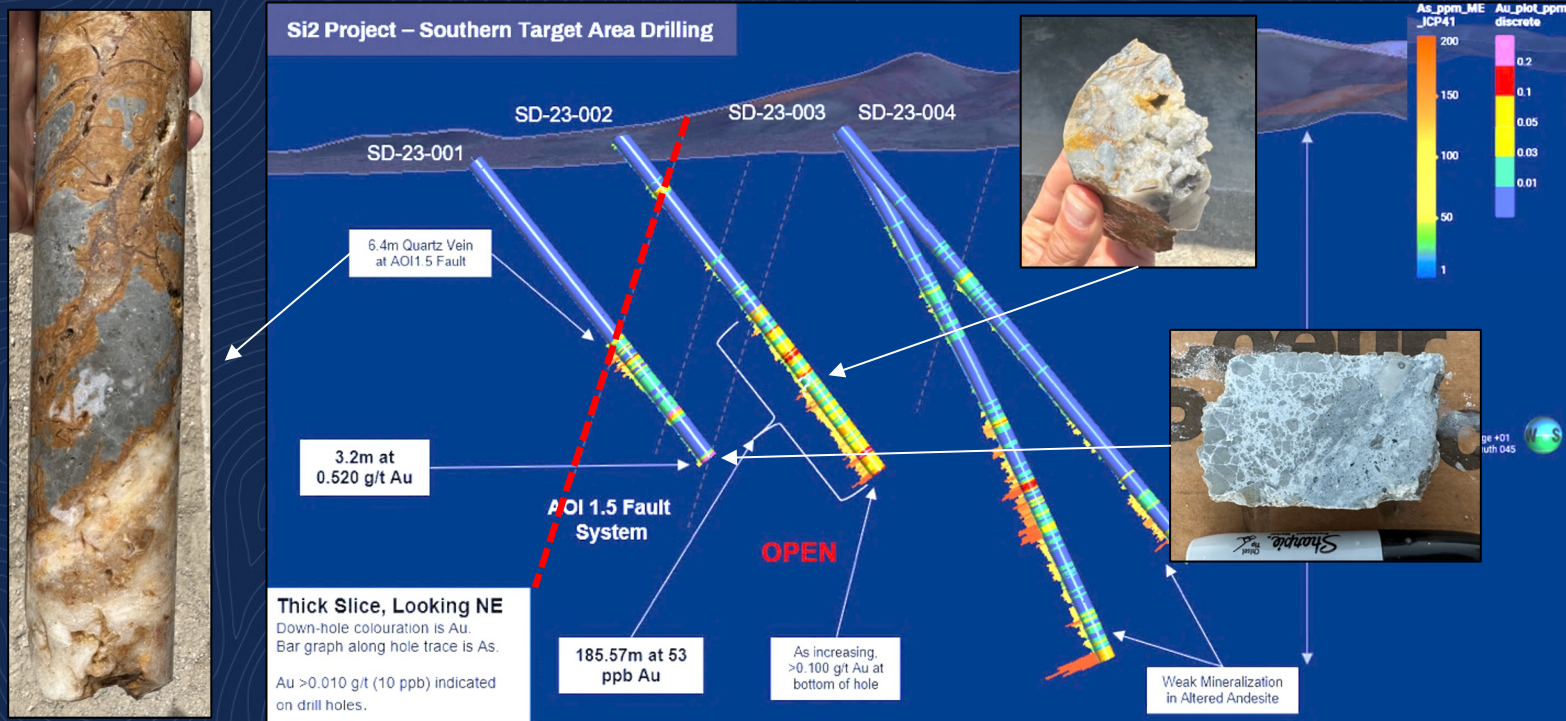 Si2 Project – Southern Target Area Drilling
As_ppm_ME
_ICP41
Au_plot_ppm
discrete
200
150
100
50
1
0.2
0.1
0.05
0.03
0.01
SD-23-001
SD-23-002
SD-23-003
SD-23-004
6.4m Quartz Vein
at AOI1.5 Fault
3.2m at
0.520 g/t Au
AOI 1.5 Fault
System
OPEN
Sharpie
W
S
ge +01
uth 045
Thick Slice, Looking NE
Down-hole colouration is Au.
Bar graph along hole trace is As.
Au >0.010 g/t (10 ppb) indicated
on drill holes.
185.57m at 53
ppb Au
As increasing,
>0.100 g/t Au at
bottom of hole
Weak Mineralization
in Altered Andesite